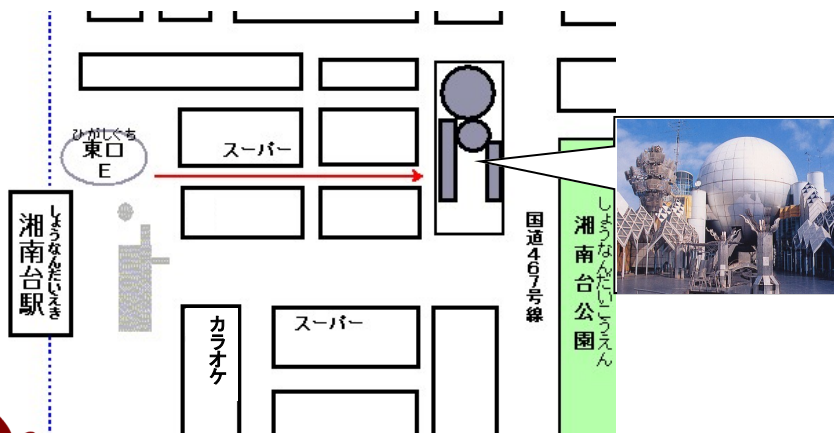 ひがしぐち
東口
E
スーパー
湘南台駅
しょうなんだいえき
カラオケ
スーパー
国道467号線
湘南台公園
しょうなんだいこうえん